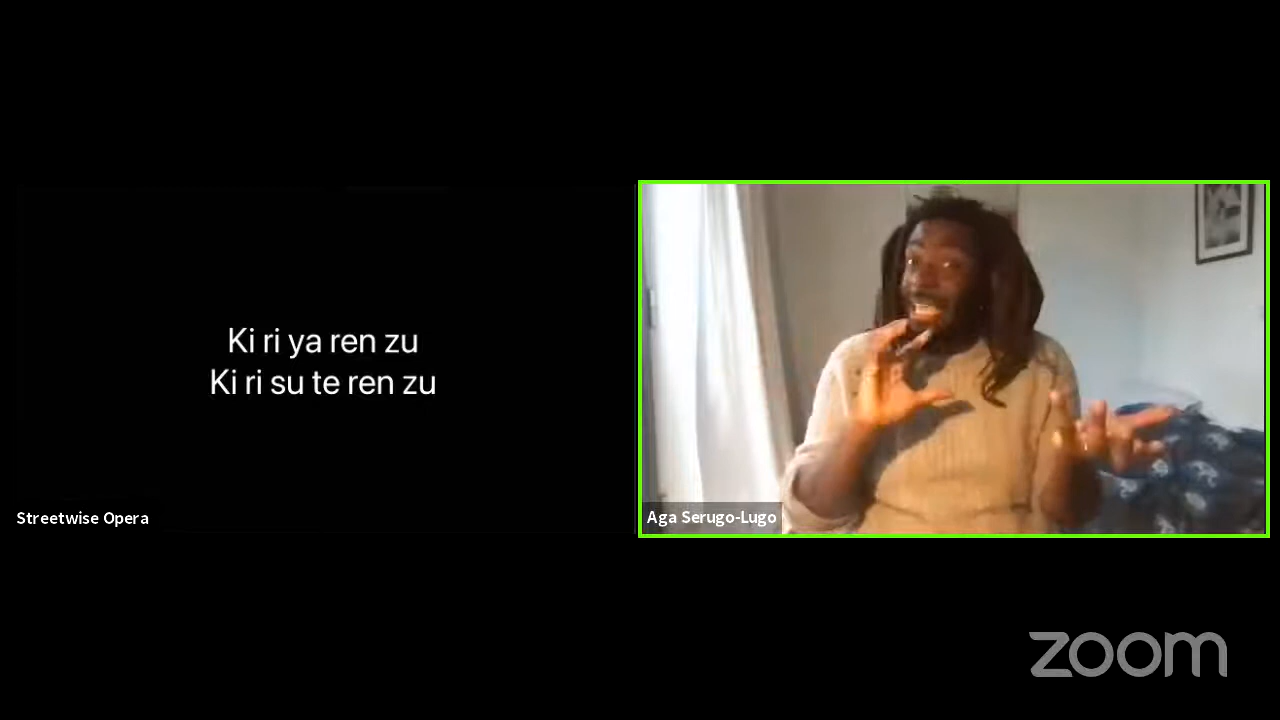 Ki ri ya ren zu
Ki ri su te ren zu
Streetwise Opera
Aga Serugo-Lugo
zoom